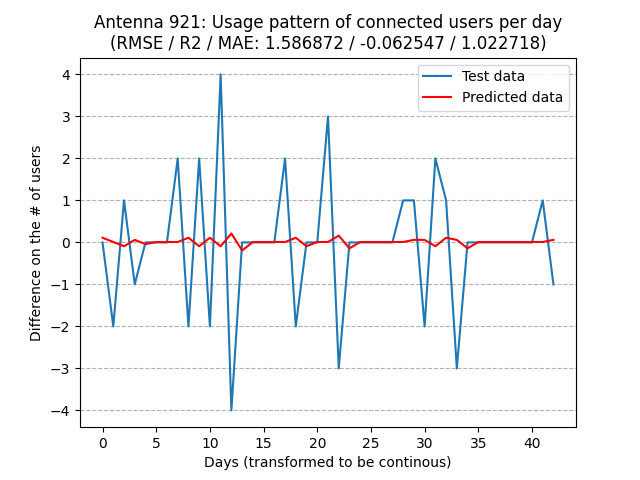 Antenna 921: Usage pattern of connected users per day
(RMSE / R2 / MAE: 1.586872 / -0.062547 / 1.022718)
Test data
Predicted data
Difference on the # of users
4
3
2
1
0
−1
−2
−3
−4
0 5 10 15 20 25 30 35 40
Days (transformed to be continous)